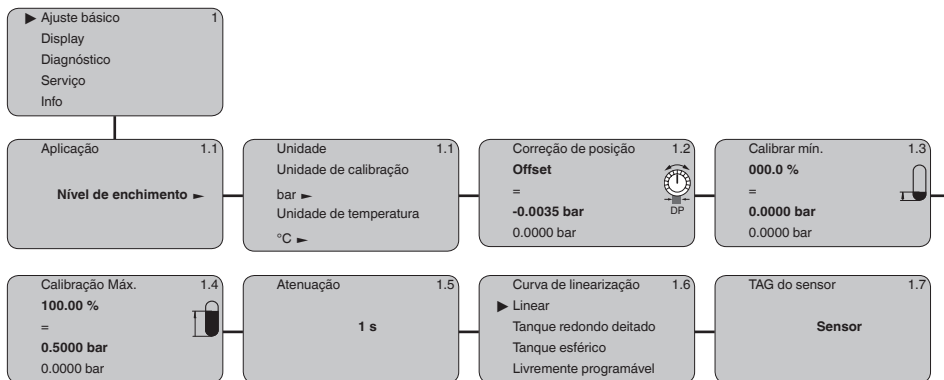 ▶ Ajuste básico 1
Display
Diagnóstico
Serviço
Info
Aplicação 1.1
Nível de enchimento ►
Unidade 1.1
Unidade de calibração
bar ►
Unidade de temperatura
°C ►
Correção de posição 1.2
Offset
=
-0.0035 bar
0.0000 bar
DP
Calibrar mín. 1.3
000.0 %
=
0.0000 bar
0.0000 bar
Calibração Máx. 1.4
100.00 %
=
0.5000 bar
0.0000 bar
Atenuação 1.5
1 s
Curva de linearização 1.6
▶ Linear
Tanque redondo deitado
Tanque esférico
Livremente programável
TAG do sensor 1.7
Sensor